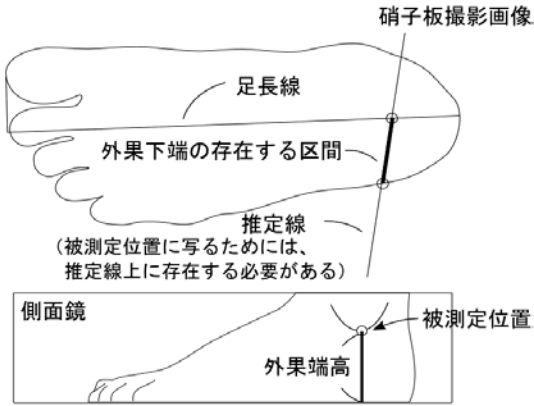 硝子板撮影画像
足長線
外果下端の存在する区間
推定線
（被測定位置に写るためには、
推定線上に存在する必要がある）
側面鏡
被測定位置
外果端高